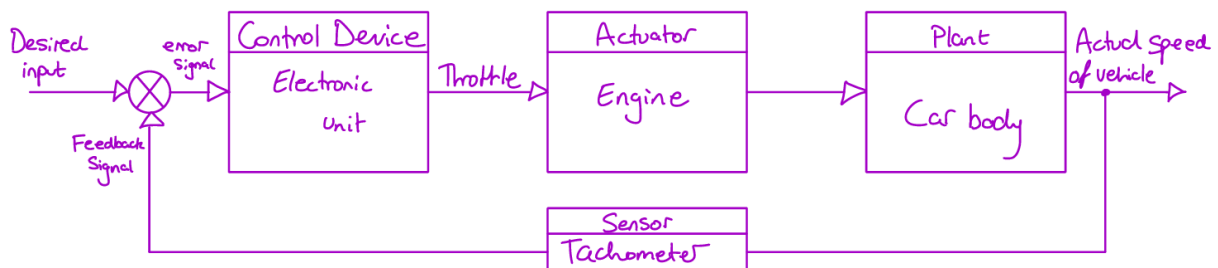 Desired
input
error
signal
Control Device
Electronic
unit
Throttle
Actuator
Engine
Plant
Car body
Actual speed
of vehicle
Feedback
Signal
Sensor
Tachometer